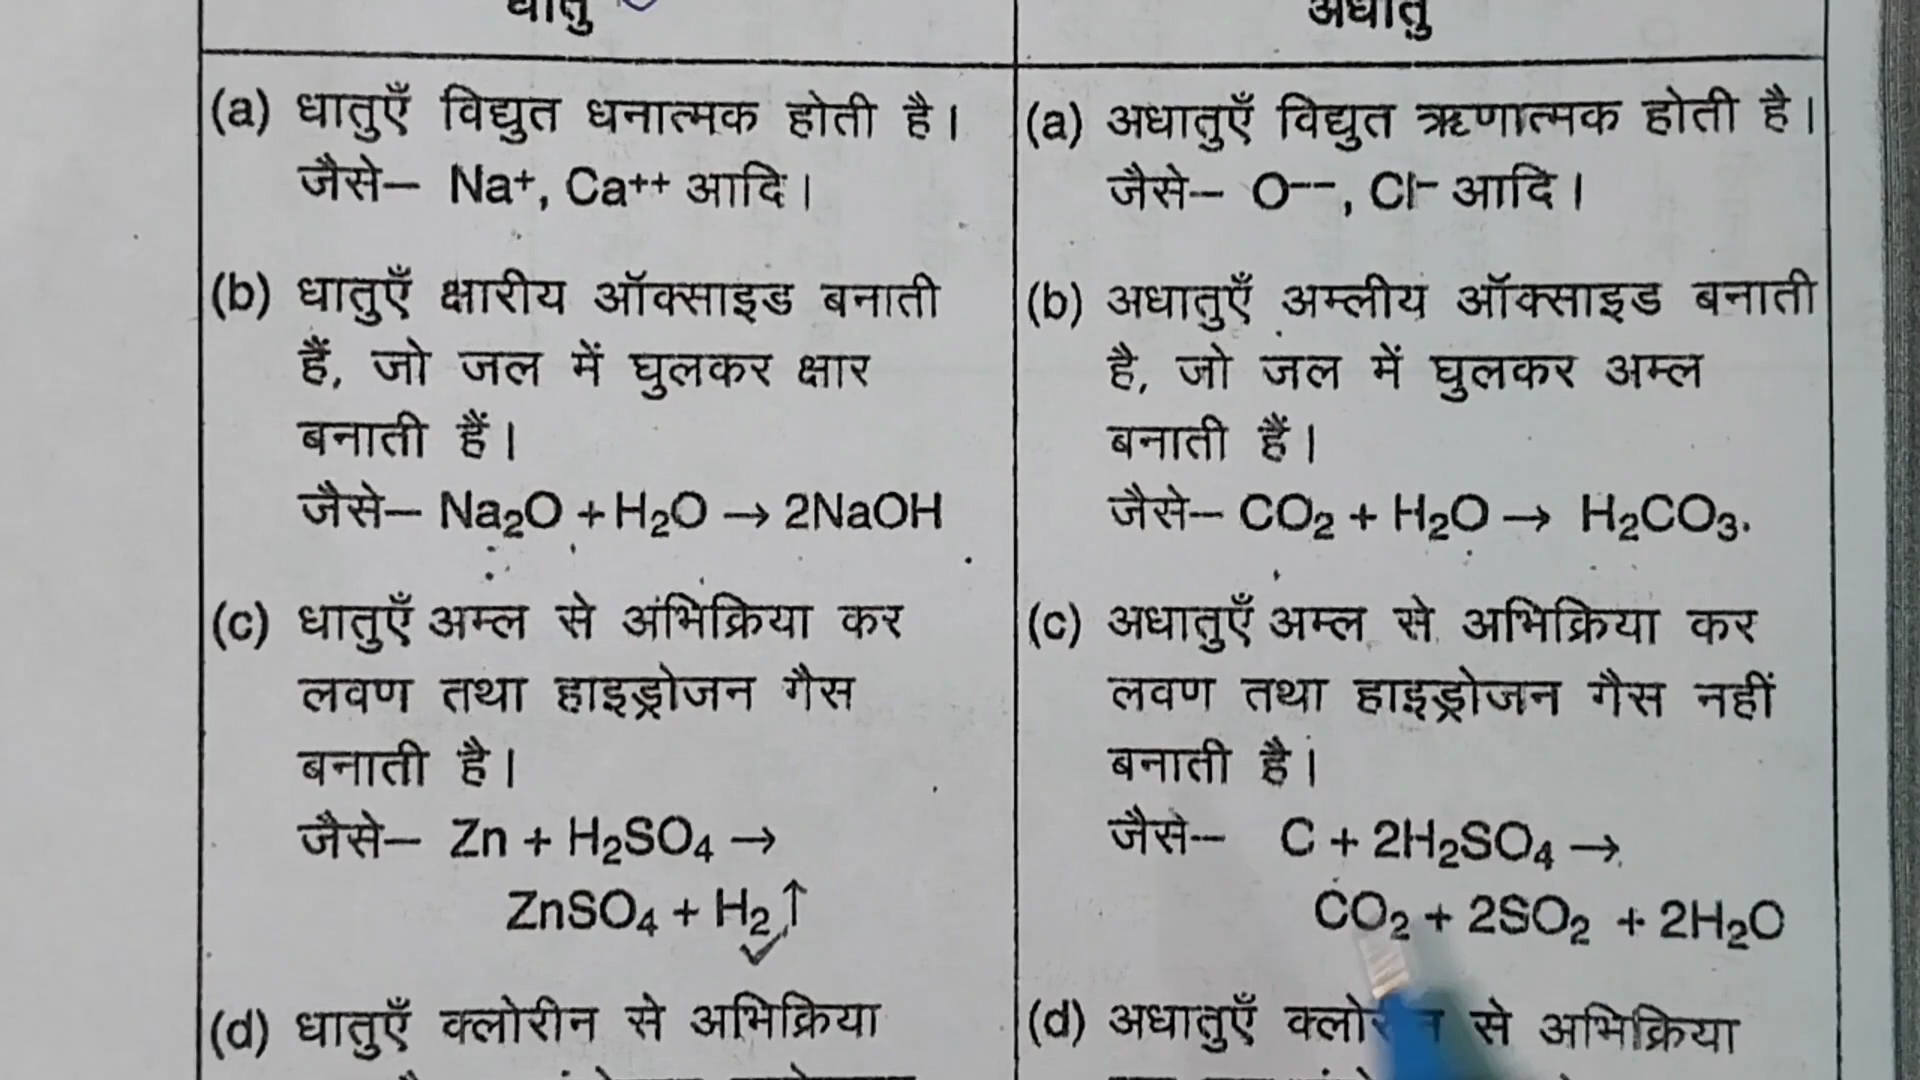 धातु
अधातु
(a) धातुएँ विद्युत धनात्मक होती है।
जैसे– Na⁺, Ca⁺⁺ आदि।
(b) धातुएँ क्षारीय ऑक्साइड बनाती
हैं, जो जल में घुलकर क्षार
बनाती हैं।
जैसे– Na₂O + H₂O → 2NaOH
(c) धातुएँ अम्ल से अंभिक्रिया कर
लवण तथा हाइड्रोजन गैस
बनाती है।
जैसे– Zn + H₂SO₄ →
ZnSO₄ + H₂↑
(d) धातुएँ क्लोरीन से अभिक्रिया
(a) अधातुएँ विद्युत ऋणात्मक होती है।
जैसे– O⁻⁻, Cl⁻ आदि।
(b) अधातुएँ अम्लीय ऑक्साइड बनाती
है, जो जल में घुलकर अम्ल
बनाती हैं।
जैसे– CO₂ + H₂O → H₂CO₃.
(c) अधातुएँ अम्ल से अभिक्रिया कर
लवण तथा हाइड्रोजन गैस नहीं
बनाती है।
जैसे– C + 2H₂SO₄ →
CO₂ + 2SO₂ + 2H₂O
(d) अधातुएँ से अभिक्रिया